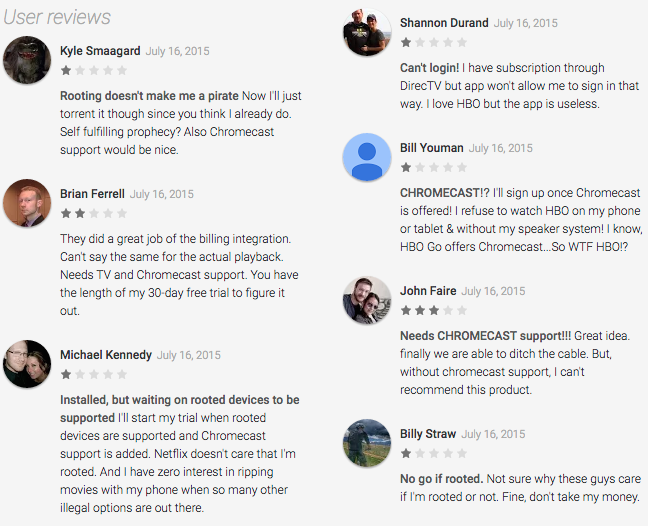 User reviews
Kyle Smaagard July 16, 2015
Rooting doesn't make me a pirate Now I'll just
torrent it though since you think I already do.
Self fulfilling prophecy? Also Chromecast
support would be nice.
Brian Ferrell July 16, 2015
They did a great job of the billing integration.
Can't say the same for the actual playback.
Needs TV and Chromecast support. You have
the length of my 30-day free trial to figure it
out.
Michael Kennedy July 16, 2015
Installed, but waiting on rooted devices to be
supported I'll start my trial when rooted
devices are supported and Chromecast
support is added. Netflix doesn't care that I'm
rooted. And I have zero interest in ripping
movies with my phone when so many other
illegal options are out there.
Shannon Durand July 16, 2015
Can't login! I have subscription through
DirecTV but app won't allow me to sign in that
way. I love HBO but the app is useless.
Bill Youman July 16, 2015
CHROMECAST!? I'll sign up once Chromecast
is offered! I refuse to watch HBO on my phone
or tablet & without my speaker system! I know,
HBO Go offers Chromecast...So WTF HBO!?
John Faire July 16, 2015
Needs CHROMECAST support!!! Great idea.
finally we are able to ditch the cable. But,
without chromecast support, I can't
recommend this product.
Billy Straw July 16, 2015
No go if rooted. Not sure why these guys care
if I'm rooted or not. Fine, don't take my money.